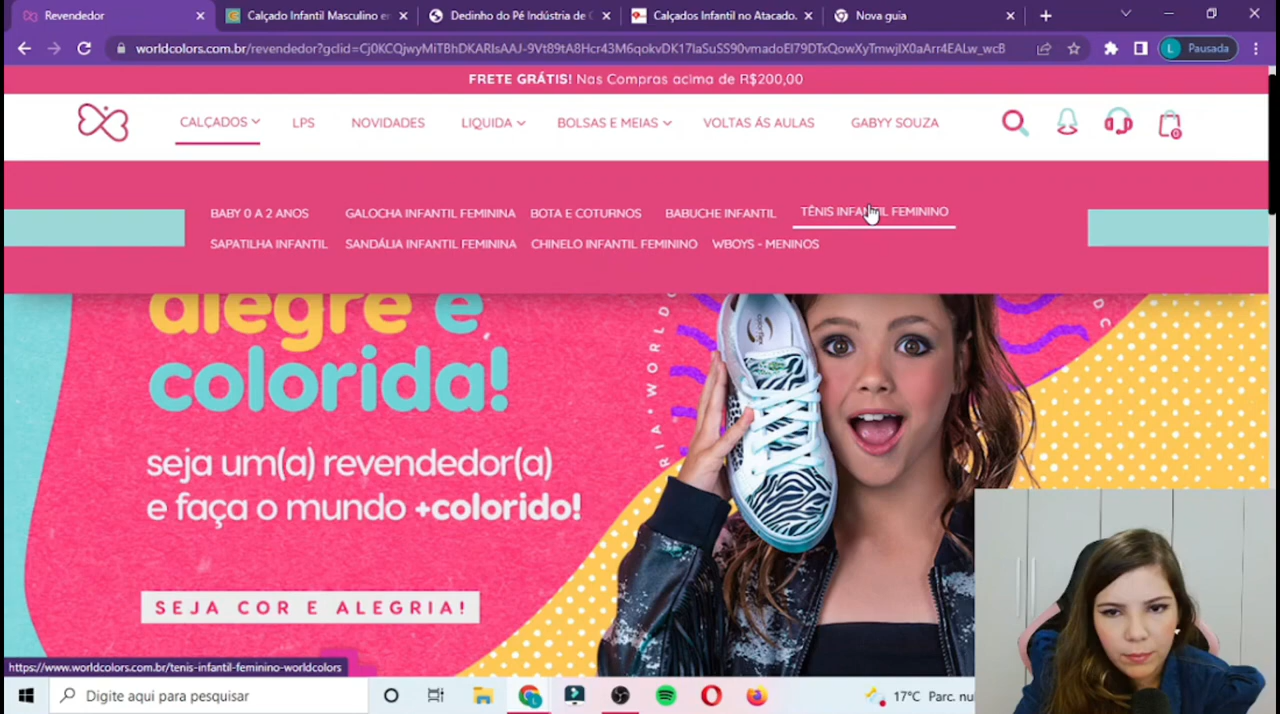 Revendedor
Calçado Infantil Masculino e
Dedinho do Pé Indústria de
Calçados Infantil no Atacado.
Nova guia
worldcolors.com.br/revendedor?gclid=Cj0KCQjwyMiTBhDKARIsAAJ-9Vt89tA8Hcr43M6qokvDK17IaSuSS90vmadoEI79DTxQowXyTmwjlX0aArr4EALw_wcB
L Pausada
FRETE GRÁTIS! Nas Compras acima de R$200,00
CALÇADOS LPS NOVIDADES LIQUIDA BOLSAS E MEIAS VOLTAS ÁS AULAS GABYY SOUZA
0
BABY 0 A 2 ANOS GALOCHA INFANTIL FEMININA BOTA E COTURNOS BABUCHE INFANTIL TÊNIS INFANTIL FEMININO
SAPATILHA INFANTIL SANDÁLIA INFANTIL FEMININA CHINELO INFANTIL FEMININO WBOYS - MENINOS
alegre e
colorida!
seja um(a) revendedor(a)
e faça o mundo +colorido!
SEJA COR E ALEGRIA!
https://www.worldcolors.com.br/tenis-infantil-feminino-worldcolors
Digite aqui para pesquisar
17°C Parc. nu